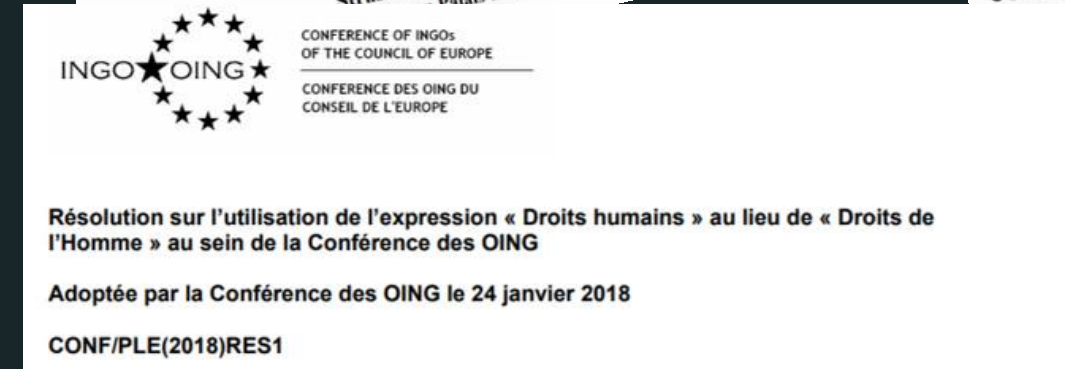 INGO OING
CONFERENCE OF INGOs
OF THE COUNCIL OF EUROPE
CONFERENCE DES OING DU
CONSEIL DE L'EUROPE
Résolution sur l'utilisation de l'expression « Droits humains » au lieu de « Droits de
l'Homme » au sein de la Conférence des OING
Adoptée par la Conférence des OING le 24 janvier 2018
CONF/PLE(2018)RES1